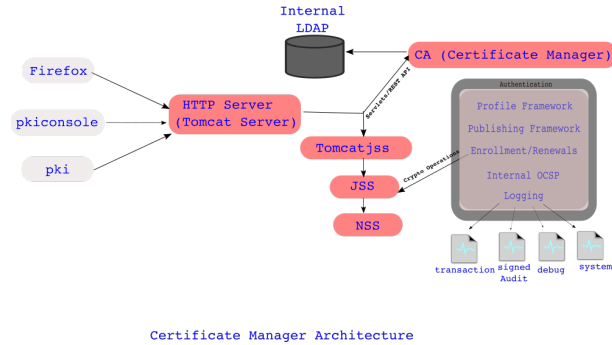 Internal
LDAP
CA (Certificate Manager)
Firefox
Servlets/REST API
Authentication
HTTP Server
(Tomcat Server)
Profile Framework
pkiconsole
Publishing Framework
Tomcatjss
Enrollment/Renewals
pki
Crypto Operations
JSS
Internal OCSP
Logging
NSS
transaction
signed
Audit
debug
system
Certificate Manager Architecture